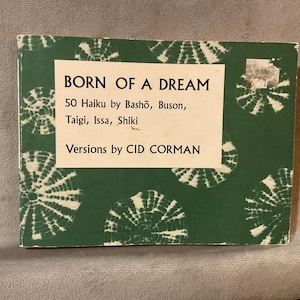 BORN OF A DREAM
50 Haiku by Bashō, Buson,
Taigi, Issa, Shiki
Versions by CID CORMAN